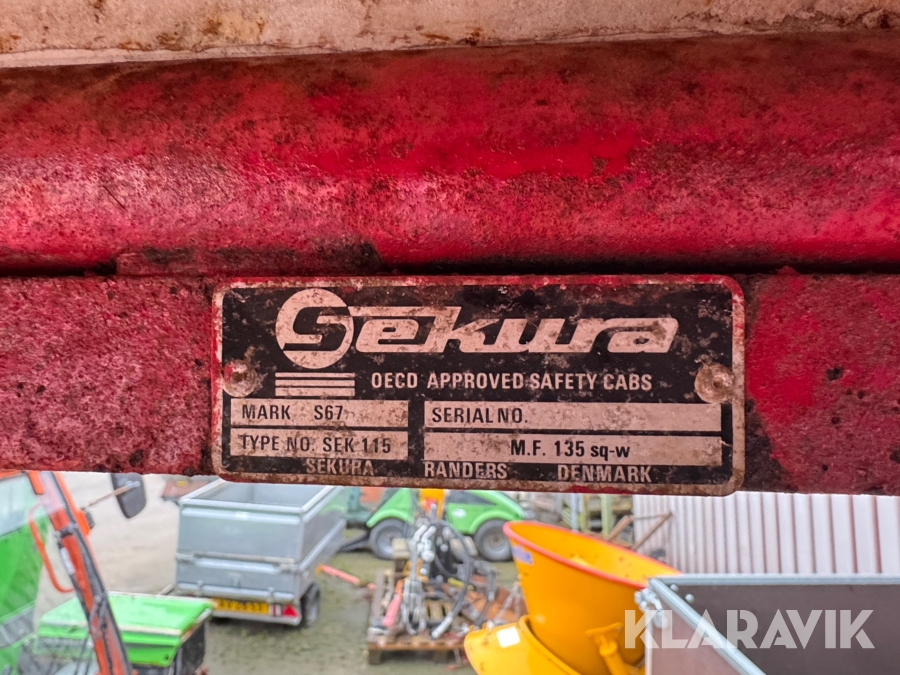 Sekura
OECD APPROVED SAFETY CABS
MARK S67 SERIAL NO.
TYPE NO. SEK 115 M.F. 135 sq-w
SEKURA RANDERS DENMARK
KLARAVIK